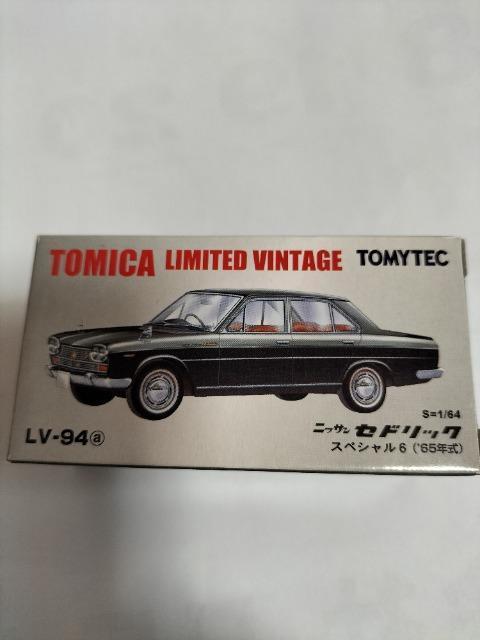 TOMICA LIMITED VINTAGE TOMYTEC
S=1/64
LV-94ⓐ
ニッサン セドリック
スペシャル6 ('65年式)